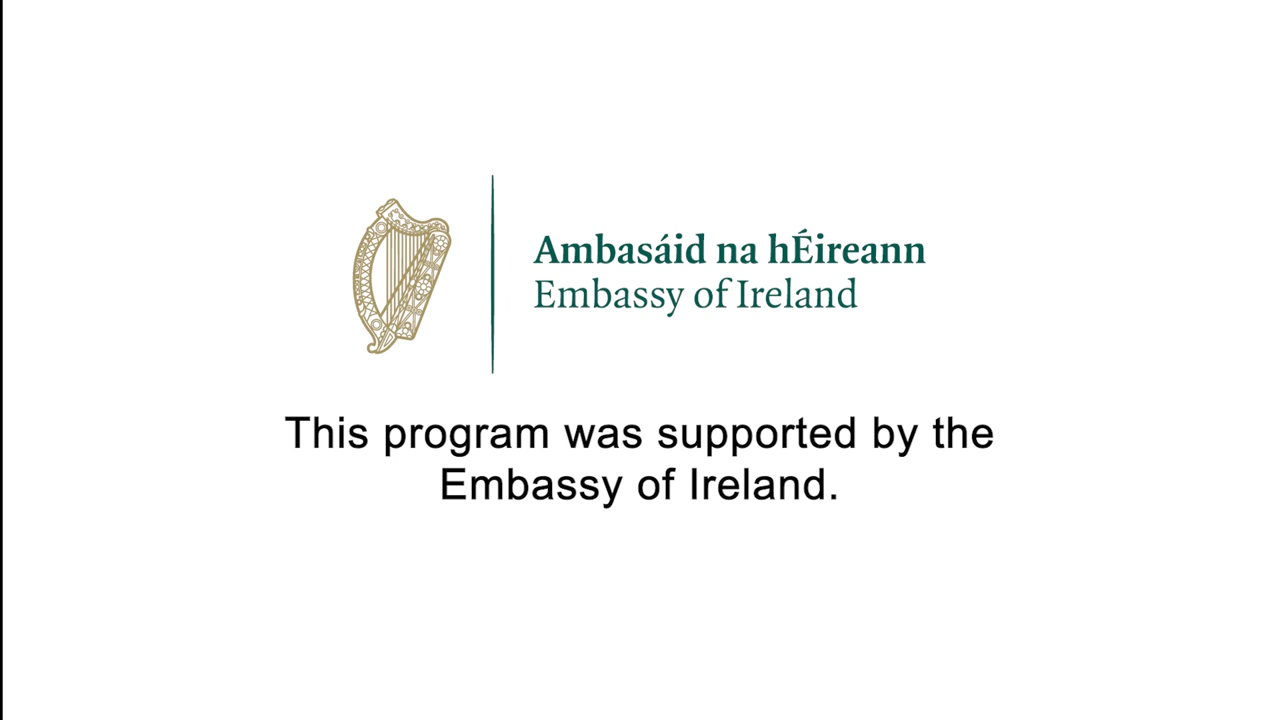 Ambasáid na hÉireann
Embassy of Ireland
This program was supported by the
Embassy of Ireland.